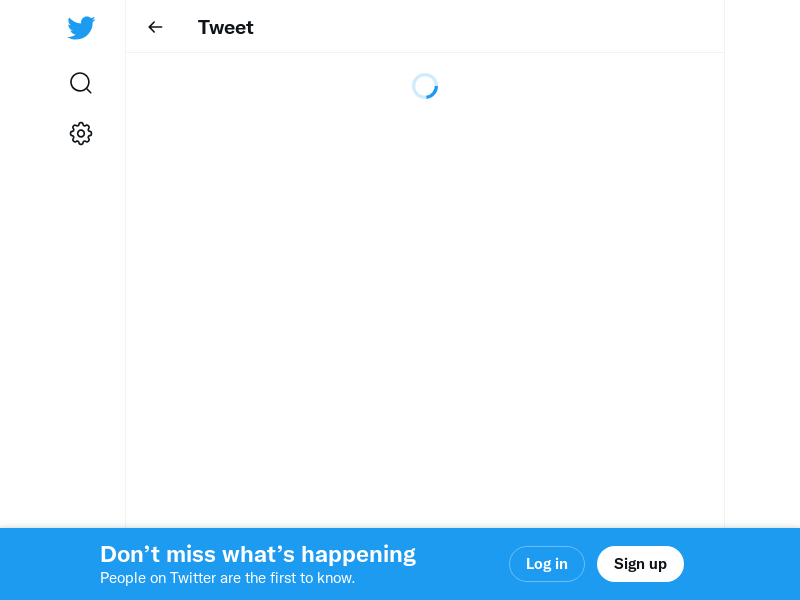 Tweet
Don’t miss what’s happening
People on Twitter are the first to know.
Log in
Sign up